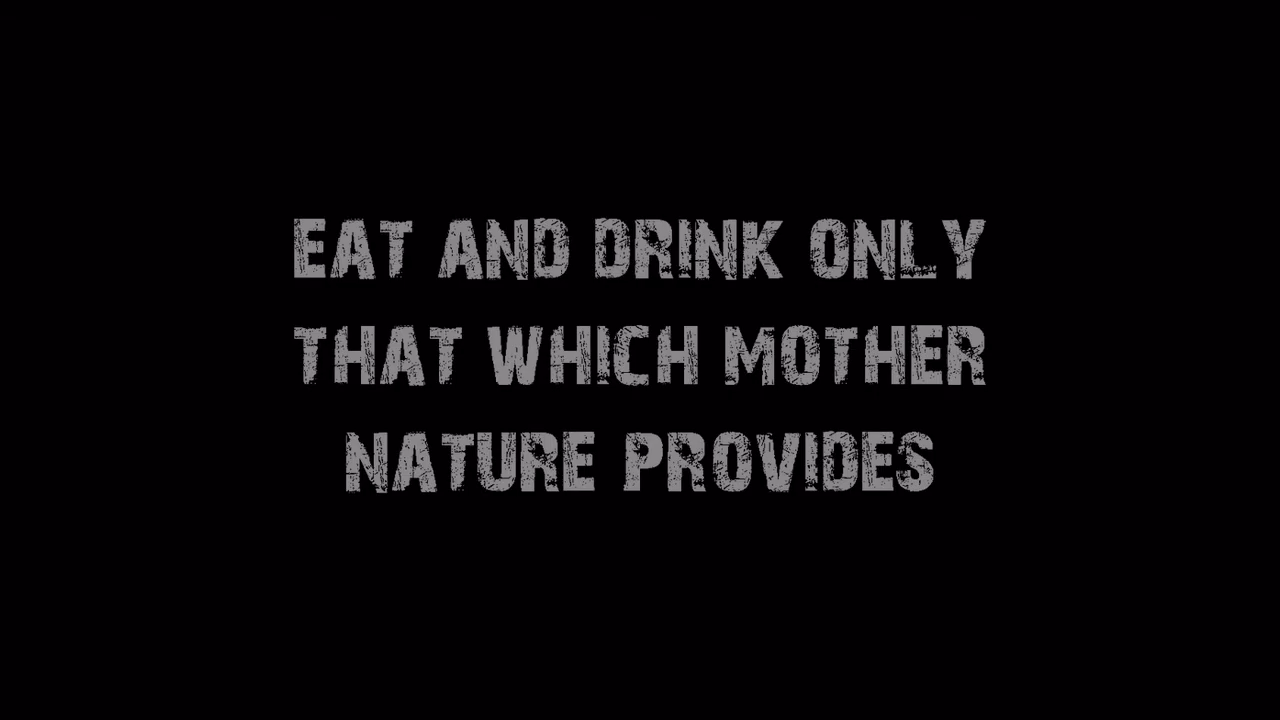 EAT AND DRINK ONLY
THAT WHICH MOTHER
NATURE PROVIDES